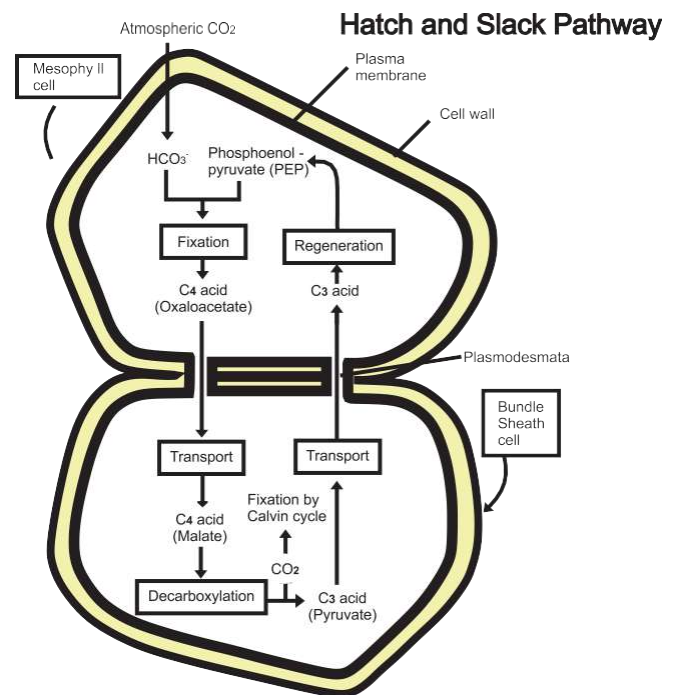 Hatch and Slack Pathway
Atmospheric CO2
Plasma
membrane
Mesophy ll
cell
Cell wall
HCO3-
Phosphoenol -
pyruvate (PEP)
Fixation
Regeneration
C4 acid
(Oxaloacetate)
C3 acid
Plasmodesmata
Bundle
Sheath
cell
Transport
Transport
Fixation by
Calvin cycle
C4 acid
(Malate)
CO2
Decarboxylation
C3 acid
(Pyruvate)